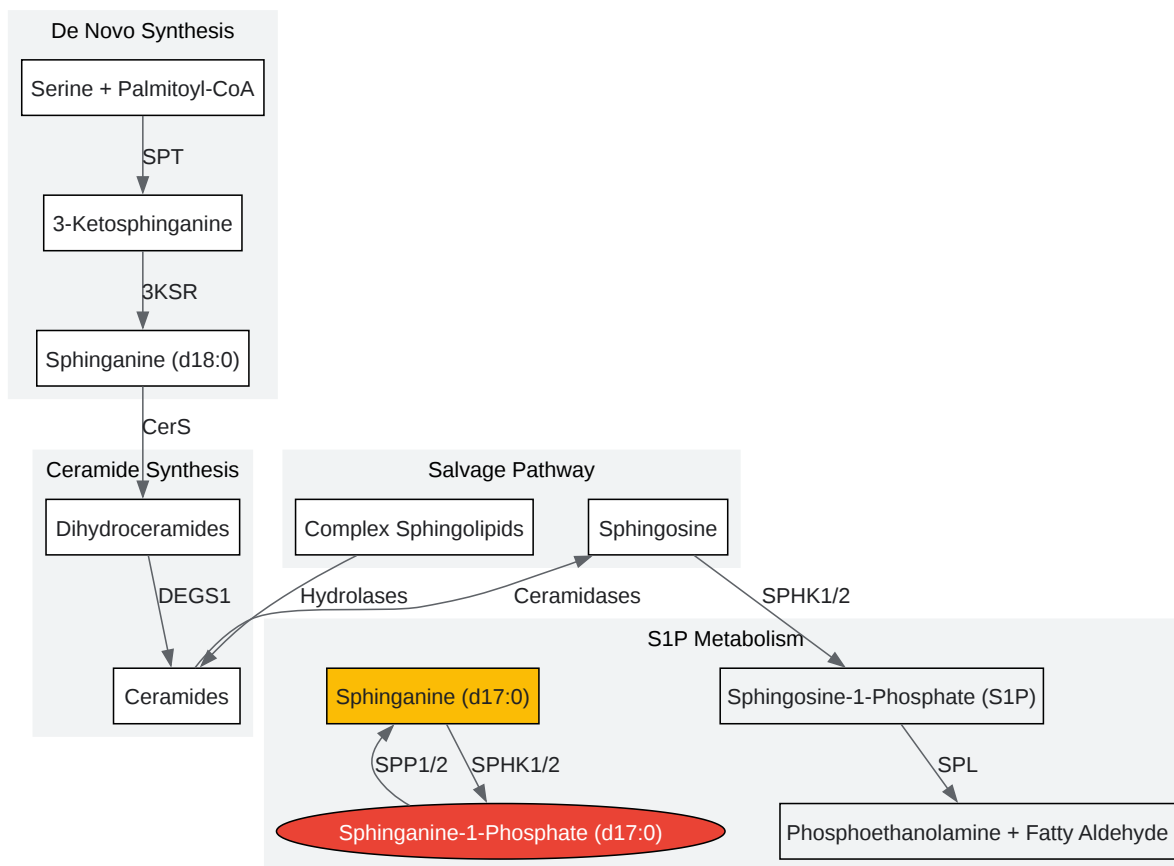 De Novo Synthesis
Serine + Palmitoyl-CoA
SPT
3-Ketosphinganine
3KSR
Sphinganine (d18:0)
CerS
Ceramide Synthesis
Salvage Pathway
Dihydroceramides
Complex Sphingolipids
Sphingosine
DEGS1
Hydrolases
Ceramidases
SPHK1/2
S1P Metabolism
Ceramides
Sphinganine (d17:0)
Sphingosine-1-Phosphate (S1P)
SPP1/2
SPHK1/2
SPL
Sphinganine-1-Phosphate (d17:0)
Phosphoethanolamine + Fatty Aldehyde